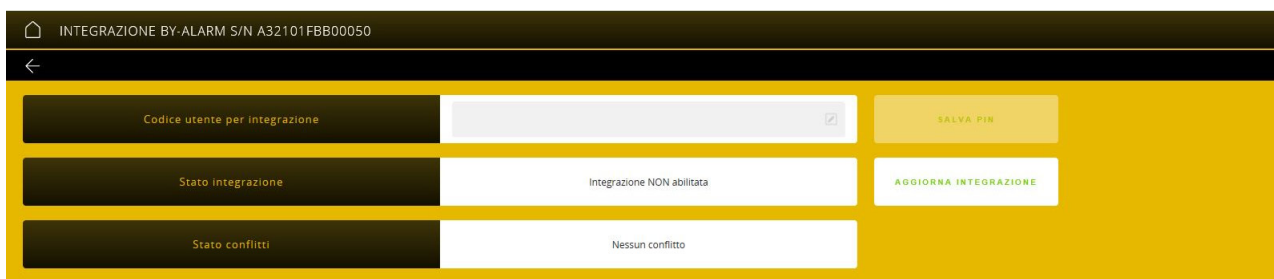 INTEGRAZIONE BY-ALARM S/N A32101FBB00050
Codice utente per integrazione
SALVA PIN
Stato integrazione
Integrazione NON abilitata
AGGIORNA INTEGRAZIONE
Stato conflitti
Nessun conflitto